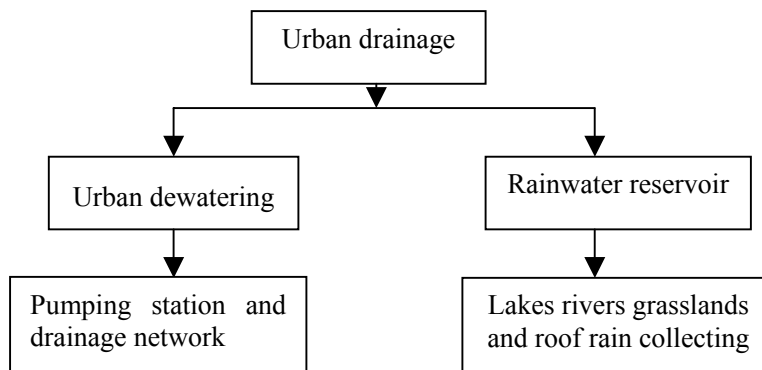 Urban drainage
Urban dewatering
Rainwater reservoir
Pumping station and
drainage network
Lakes rivers grasslands
and roof rain collecting